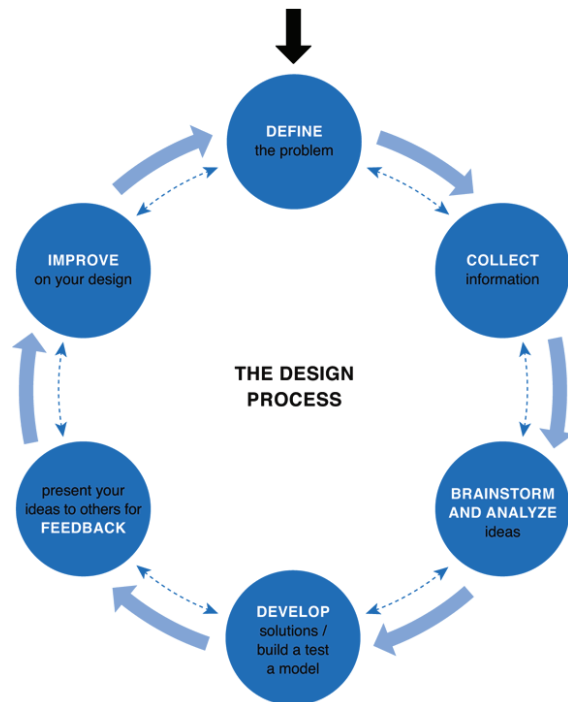 DEFINE
the problem
COLLECT
information
BRAINSTORM
AND ANALYZE
ideas
DEVELOP
solutions /
build a test
a model
present your
ideas to others for
FEEDBACK
IMPROVE
on your design
THE DESIGN
PROCESS